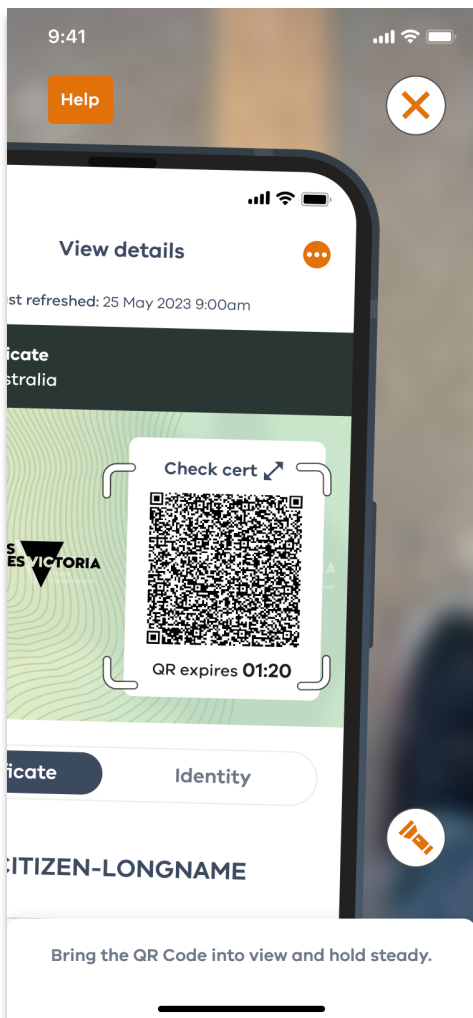 9:41
Help
View details
st refreshed: 25 May 2023 9:00am
icate
stralia
Check cert
S
ES VICTORIA
QR expires 01:20
ficate
Identity
CITIZEN-LONGNAME
Bring the QR Code into view and hold steady.